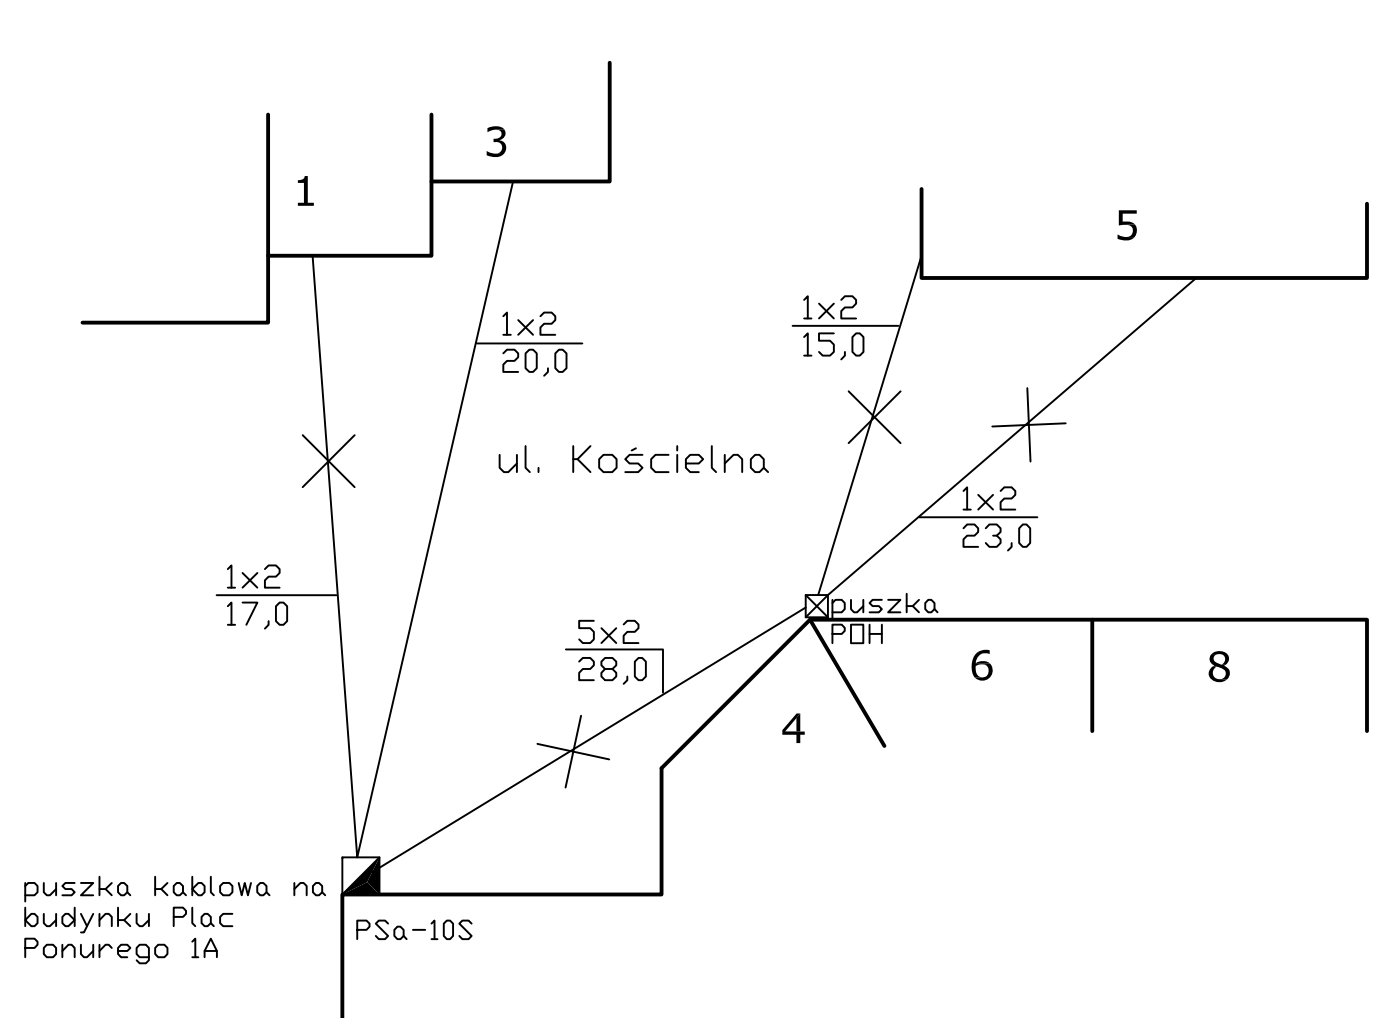 3
1
5
1x2
20,0
1x2
15,0
ul. Kościelna
1x2
23,0
1x2
17,0
5x2
28,0
puszka
POH
6
8
4
puszka kablowa na
budynku Plac
Ponurego 1A
PSa-10S